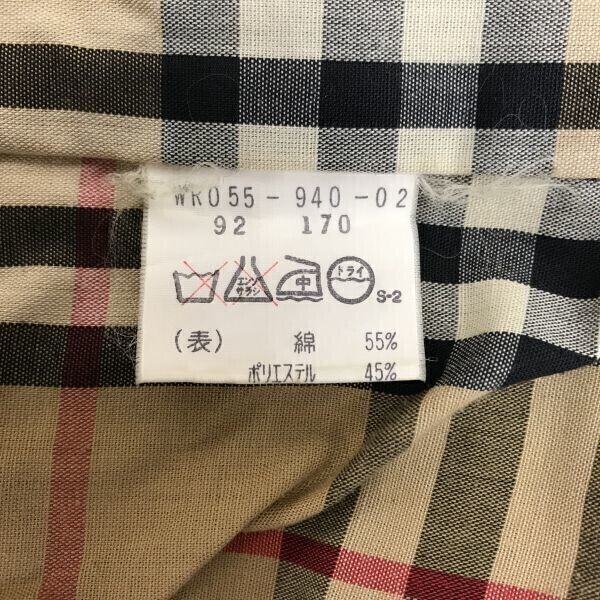 WR055-940-02
92 170
エンソ サラシ 中 ドライ S-2
(表) 綿 55%
ポリエステル 45%